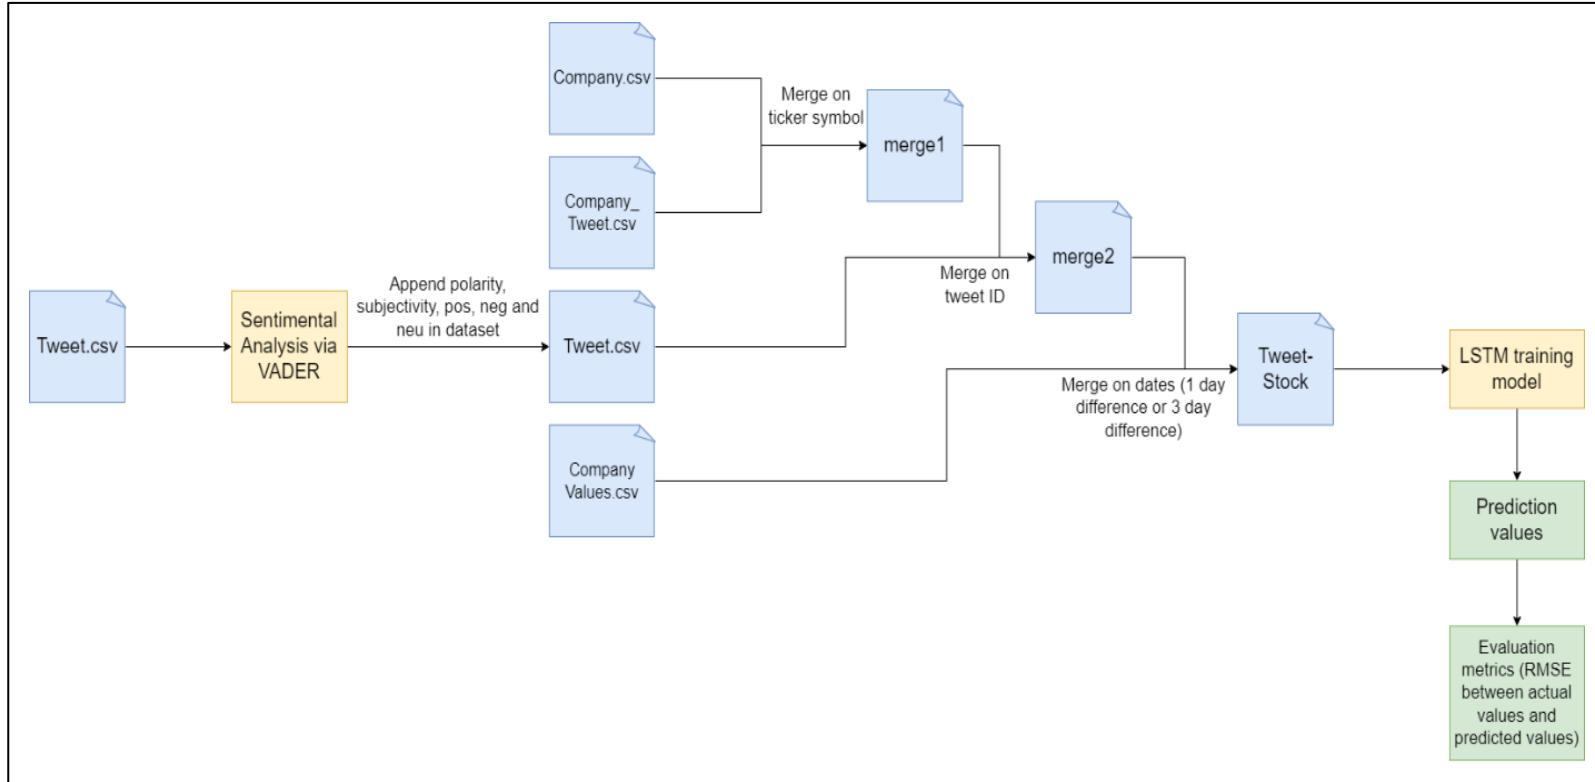 Company.csv
Merge on
ticker symbol
merge1
Company_
Tweet.csv
merge2
Merge on
tweet ID
Append polarity,
subjectivity, pos, neg and
neu in dataset
Tweet.csv
Sentimental
Analysis via
VADER
Tweet.csv
Tweet-
Stock
LSTM training
model
Merge on dates (1 day
difference or 3 day
difference)
Company
Values.csv
Prediction
values
Evaluation
metrics (RMSE
between actual
values and
predicted values)